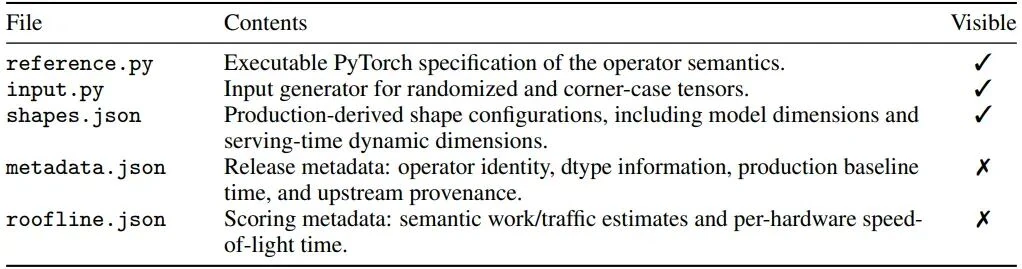 File Contents Visible
reference.py Executable PyTorch specification of the operator semantics. ✓
input.py Input generator for randomized and corner-case tensors. ✓
shapes.json Production-derived shape configurations, including model dimensions and ✓
serving-time dynamic dimensions.
metadata.json Release metadata: operator identity, dtype information, production baseline ✗
time, and upstream provenance.
roofline.json Scoring metadata: semantic work/traffic estimates and per-hardware speed- ✗
of-light time.